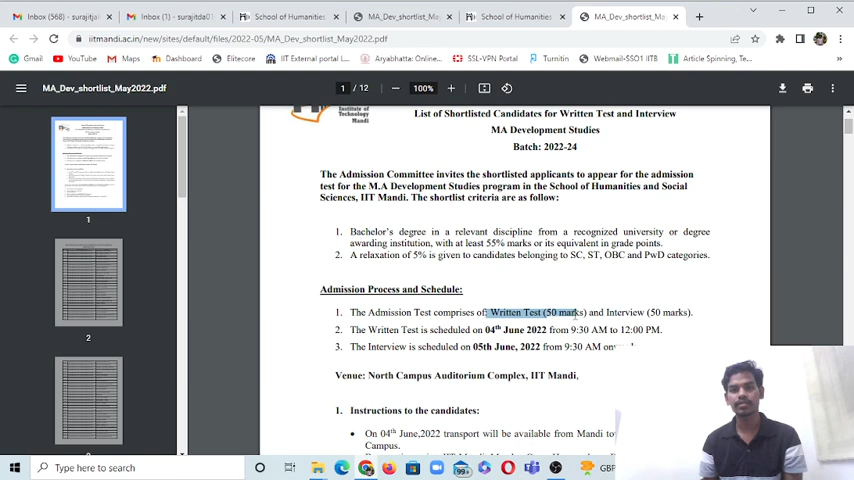 Inbox (568) - surajitjal
Inbox (1) - surajitda01
School of Humanities
MA_Dev_shortlist_May2022.p
School of Humanities
MA_Dev_shortlist_May2022.p
iitmandi.ac.in/new/sites/default/files/2022-05/MA_Dev_shortlist_May2022.pdf
Gmail
YouTube
Maps
Dashboard
Elitecore
IIT External portal I...
Aryabhatta: Online...
SSL-VPN Portal
Turnitin
Webmail-SSO1 IITB
Article Spinning, Te...
MA_Dev_shortlist_May2022.pdf
1 / 12
100%
Institute of
Technology
Mandi
List of Shortlisted Candidates for Written Test and Interview
MA Development Studies
Batch: 2022-24
The Admission Committee invites the shortlisted applicants to appear for the admission
test for the M.A Development Studies program in the School of Humanities and Social
Sciences, IIT Mandi. The shortlist criteria are as follow:
1. Bachelor's degree in a relevant discipline from a recognized university or degree
awarding institution, with at least 55% marks or its equivalent in grade points.
2. A relaxation of 5% is given to candidates belonging to SC, ST, OBC and PwD categories.
Admission Process and Schedule:
1. The Admission Test comprises of: Written Test (50 marks) and Interview (50 marks).
2. The Written Test is scheduled on 04th June 2022 from 9:30 AM to 12:00 PM.
3. The Interview is scheduled on 05th June, 2022 from 9:30 AM
Venue: North Campus Auditorium Complex, IIT Mandi,
1. Instructions to the candidates:
• On 04th June,2022 transport will be available from Mandi to
Campus.
1
2
Type here to search
99+
GBP